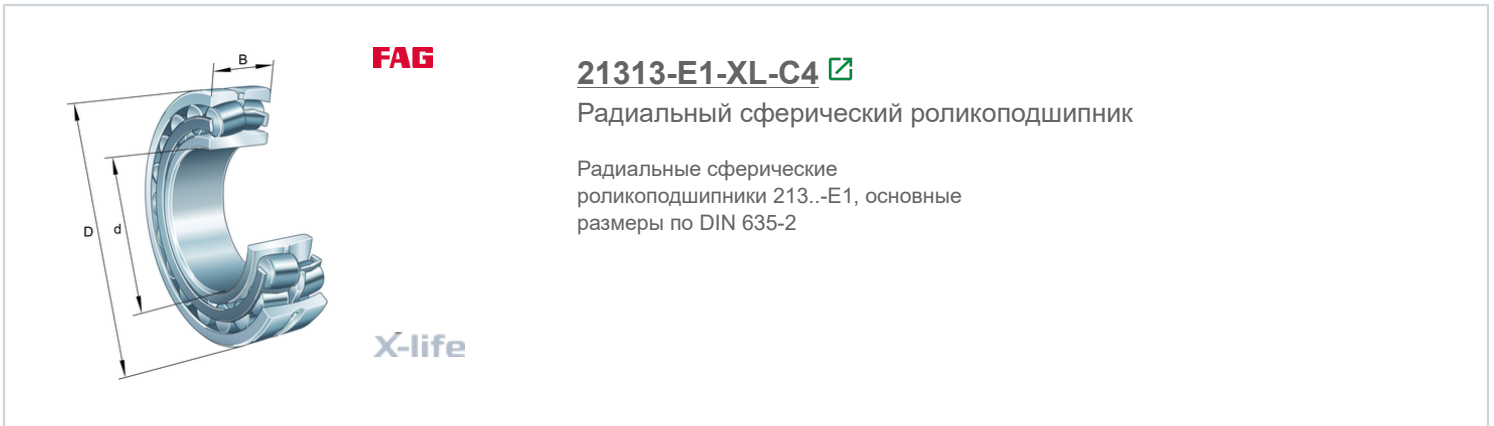 FAG
B
D
d
X-life
21313-E1-XL-C4
Радиальный сферический роликоподшипник
Радиальные сферические
роликоподшипники 213..-E1, основные
размеры по DIN 635-2